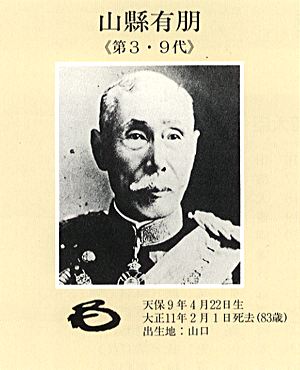 山縣有朋
《第3・9代》
天保9年4月22日生
大正11年2月1日死去(83歳)
出生地：山口